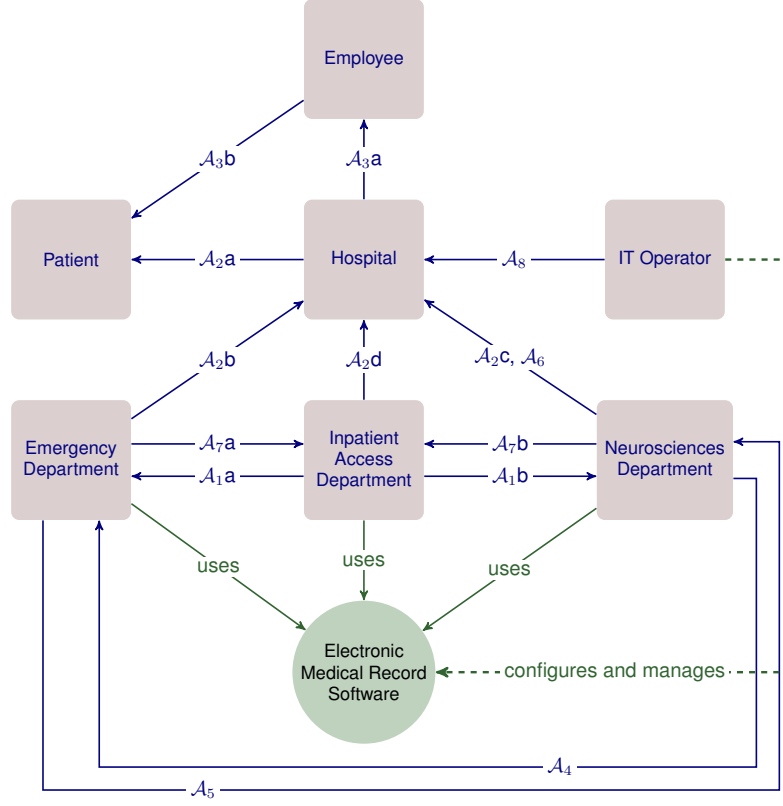 Employee
𝒜₃b
𝒜₃a
Patient
𝒜₂a
Hospital
𝒜₈
IT Operator
𝒜₂b
𝒜₂d
𝒜₂c, 𝒜₆
Emergency
Department
𝒜₇a
𝒜₁a
Inpatient
Access
Department
𝒜₇b
𝒜₁b
Neurosciences
Department
uses
uses
uses
Electronic
Medical Record
Software
configures and manages
𝒜₄
𝒜₅